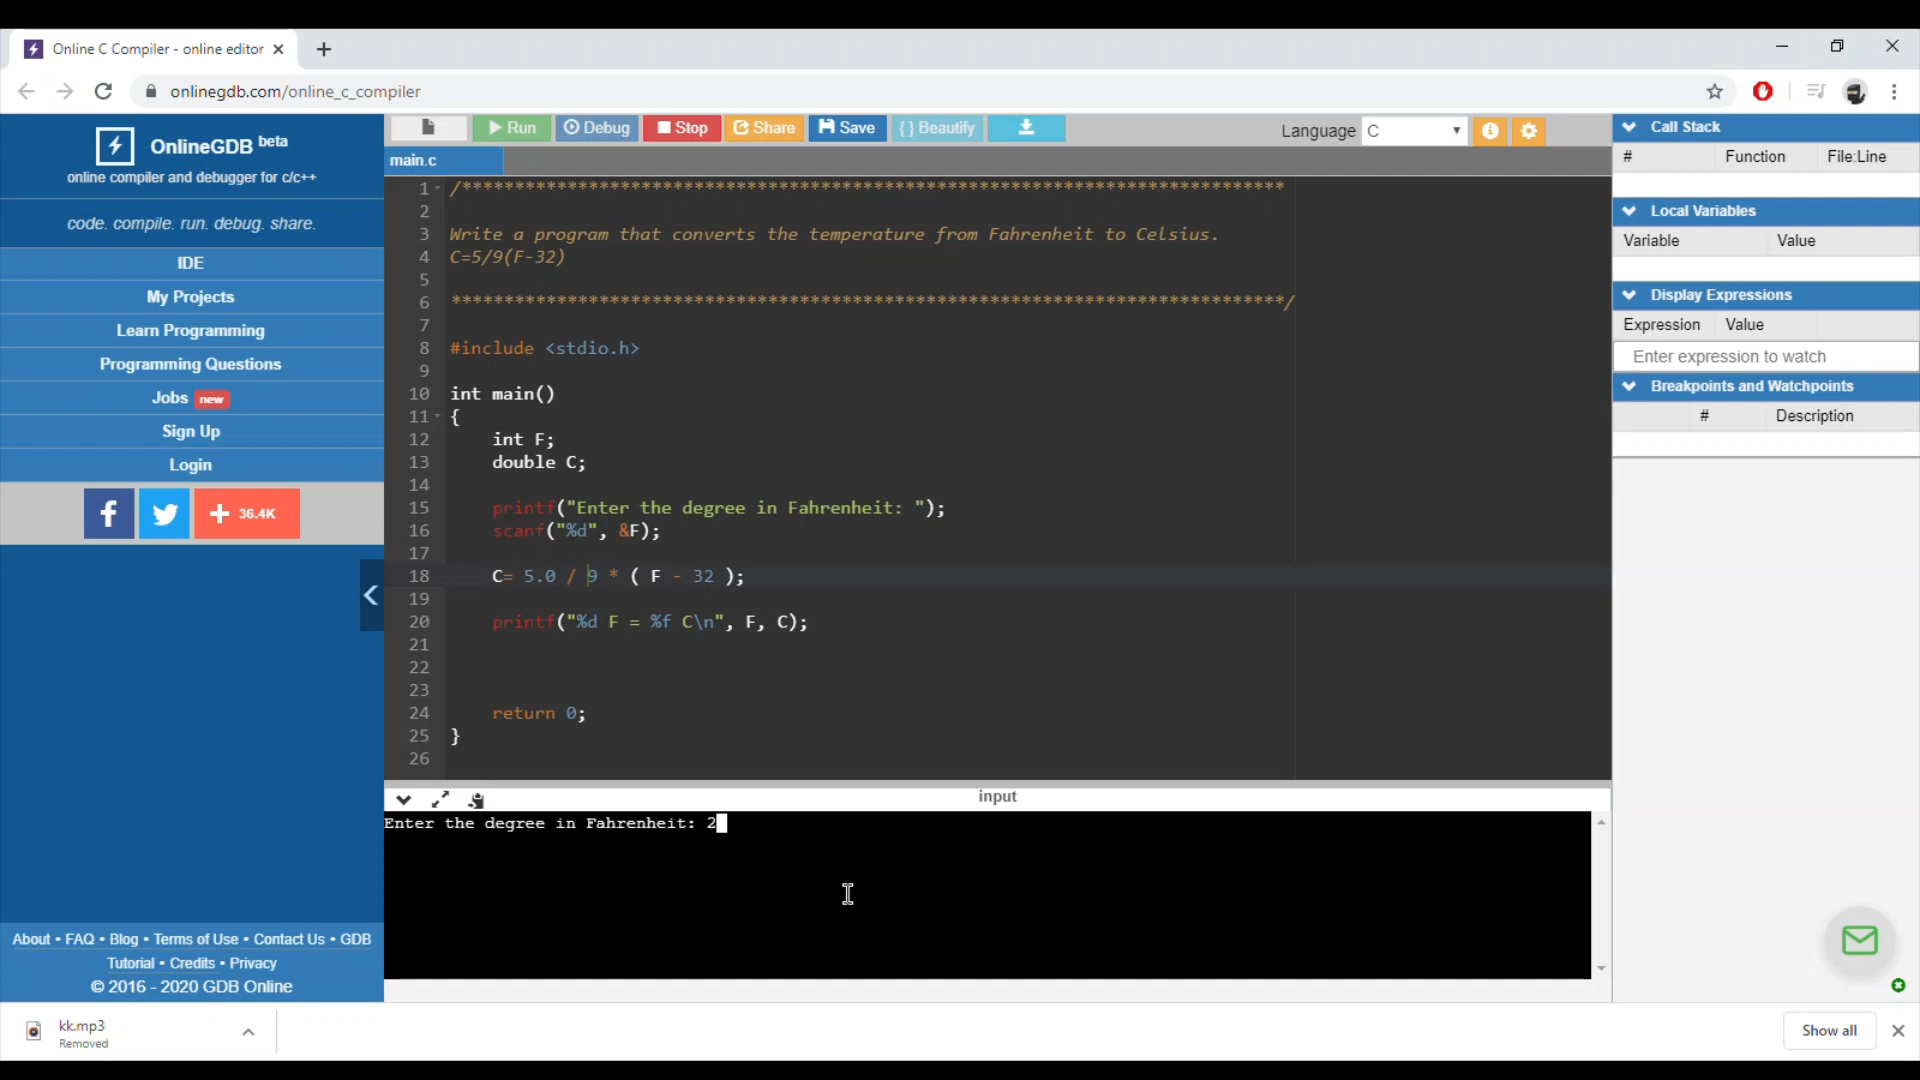 Online C Compiler - online editor
onlinegdb.com/online_c_compiler
OnlineGDB beta
online compiler and debugger for c/c++
code. compile. run. debug. share.
IDE
My Projects
Learn Programming
Programming Questions
Jobs new
Sign Up
Login
36.4K
About • FAQ • Blog • Terms of Use • Contact Us • GDB
Tutorial • Credits • Privacy
© 2016 - 2020 GDB Online
Run Debug Stop Share Save {} Beautify
Language C
main.c
1 /******************************************************************************
2
3 Write a program that converts the temperature from Fahrenheit to Celsius.
4 C=5/9(F-32)
5
6 *******************************************************************************/
7
8 #include <stdio.h>
9
10 int main()
11 {
12 int F;
13 double C;
14
15 printf("Enter the degree in Fahrenheit: ");
16 scanf("%d", &F);
17
18 C= 5.0 / 9 * ( F - 32 );
19
20 printf("%d F = %f C\n", F, C);
21
22
23
24 return 0;
25 }
26
input
Enter the degree in Fahrenheit: 2
Call Stack
# Function File:Line
Local Variables
Variable Value
Display Expressions
Expression Value
Enter expression to watch
Breakpoints and Watchpoints
# Description
kk.mp3
Removed
Show all